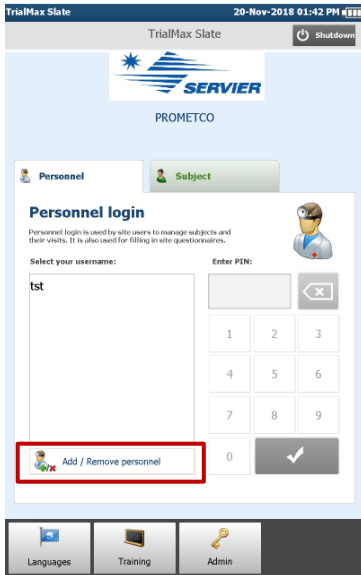 TrialMax Slate 20-Nov-2018 01:42 PM
TrialMax Slate Shutdown
SERVIER
PROMETCO
Personnel Subject
Personnel login
Personnel login is used by site users to manage subjects and
their visits. It is also used for filling in site questionnaires.
Select your username: Enter PIN:
tst
1 2 3
4 5 6
7 8 9
Add / Remove personnel 0
Languages Training Admin